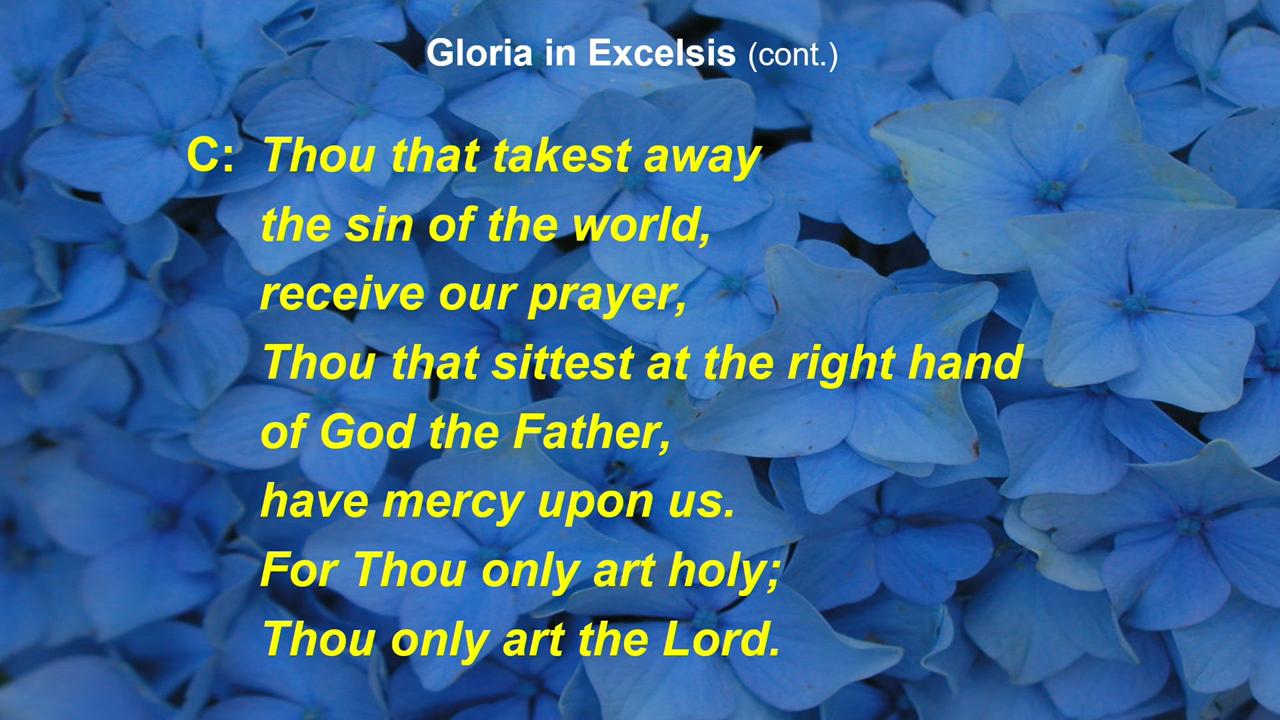 Gloria in Excelsis (cont.)
C: Thou that takest away
the sin of the world,
receive our prayer,
Thou that sittest at the right hand
of God the Father,
have mercy upon us.
For Thou only art holy;
Thou only art the Lord.